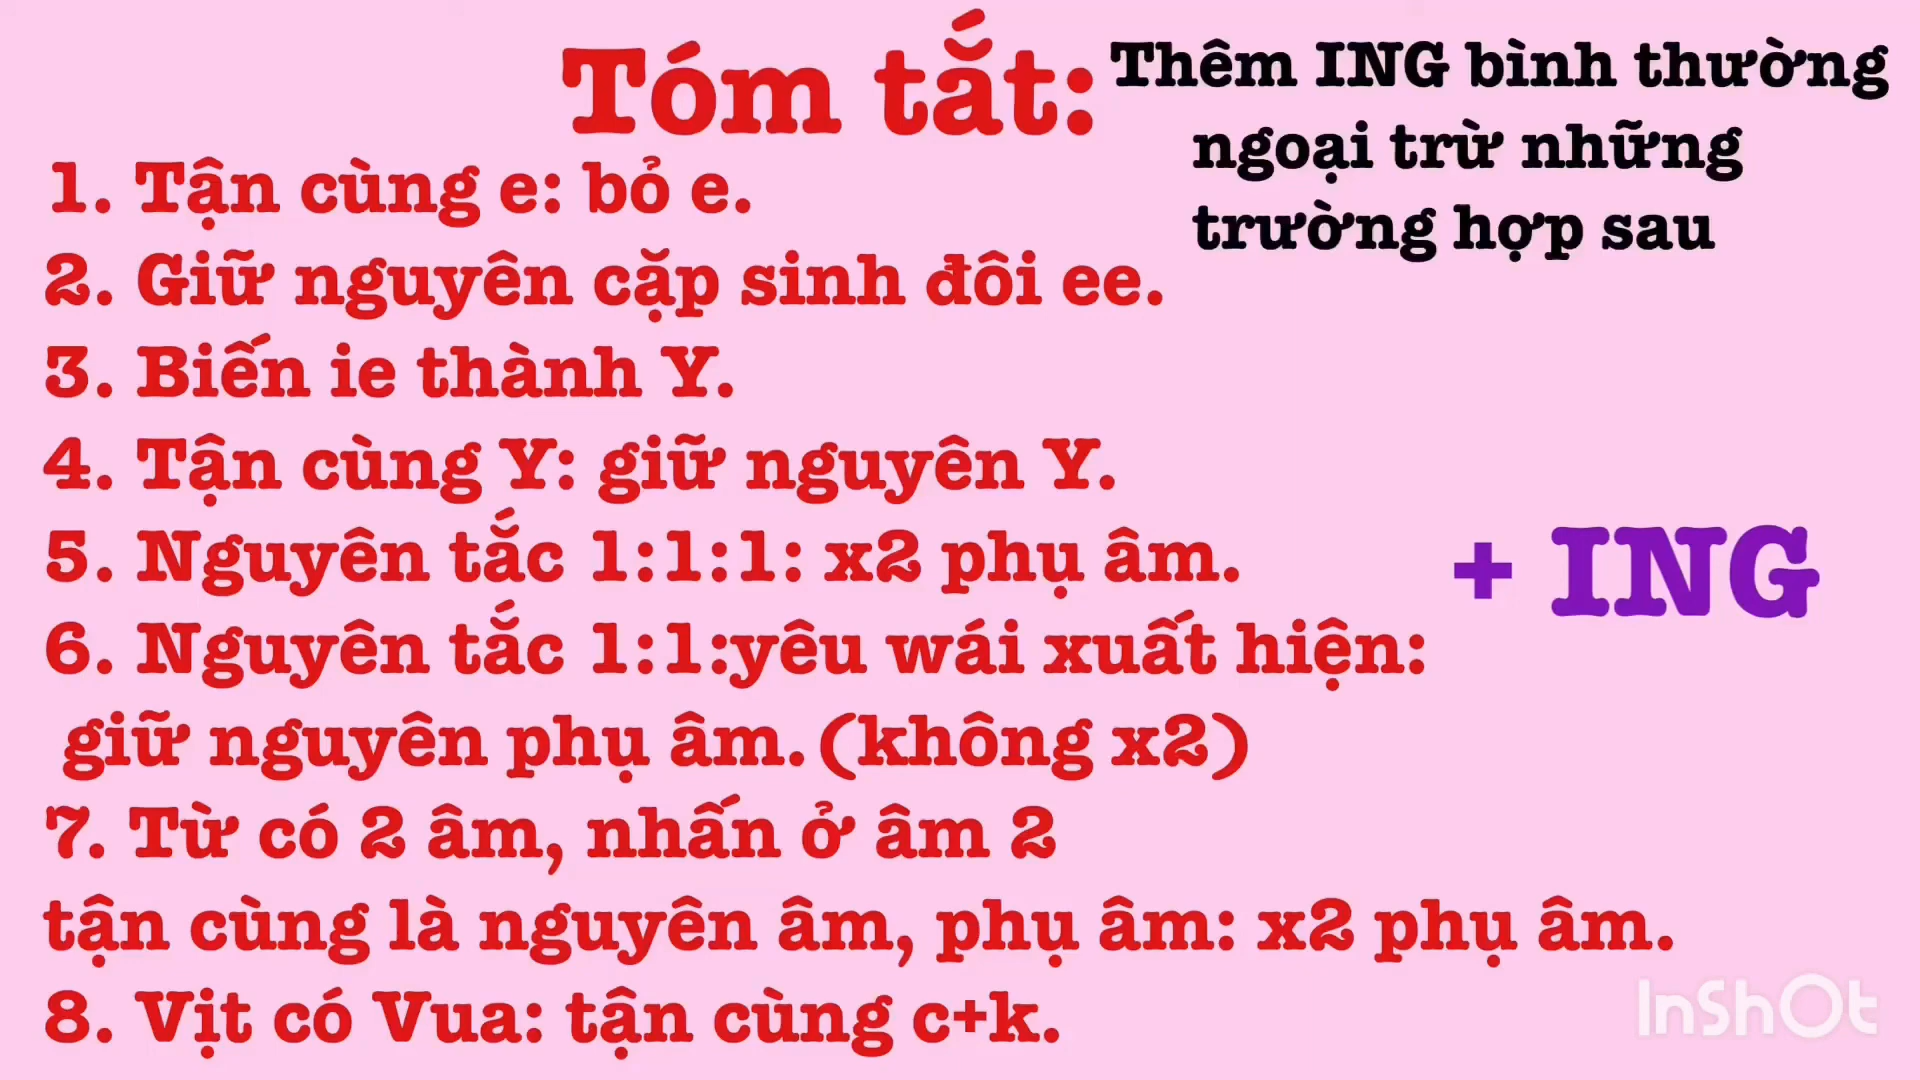 Tóm tắt:
Thêm ING bình thường
ngoại trừ những
trường hợp sau
1. Tận cùng e: bỏ e.
2. Giữ nguyên cặp sinh đôi ee.
3. Biến ie thành Y.
4. Tận cùng Y: giữ nguyên Y.
5. Nguyên tắc 1:1:1: x2 phụ âm.
6. Nguyên tắc 1:1:yêu wái xuất hiện:
giữ nguyên phụ âm.(không x2)
7. Từ có 2 âm, nhấn ở âm 2
tận cùng là nguyên âm, phụ âm: x2 phụ âm.
8. Vịt có Vua: tận cùng c+k.
+ ING
InShOt